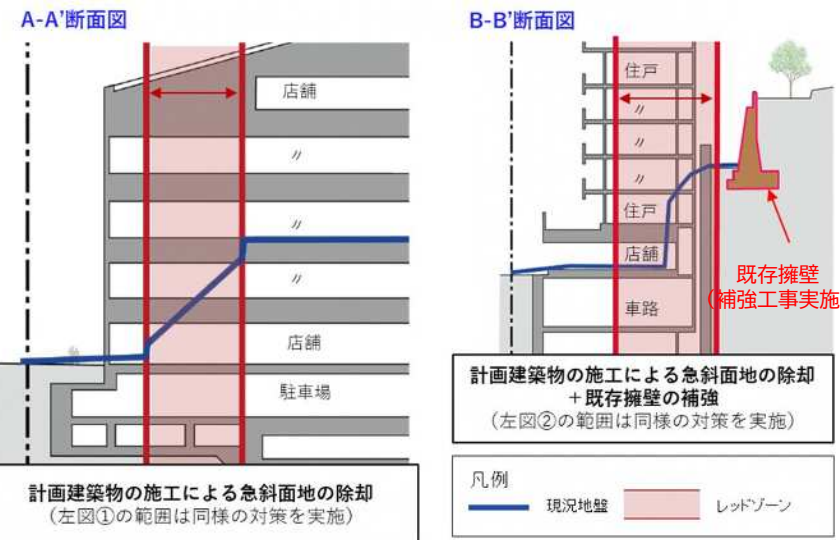 A-A'断面図
店舗
〃
〃
〃
店舗
駐車場
計画建築物の施工による急斜面地の除却
（左図①の範囲は同様の対策を実施）
B-B'断面図
住戸
〃
〃
〃
住戸
店舗
車路
既存擁壁
（補強工事実施
計画建築物の施工による急斜面地の除却
＋既存擁壁の補強
（左図②の範囲は同様の対策を実施）
凡例
現況地盤
レッドゾーン